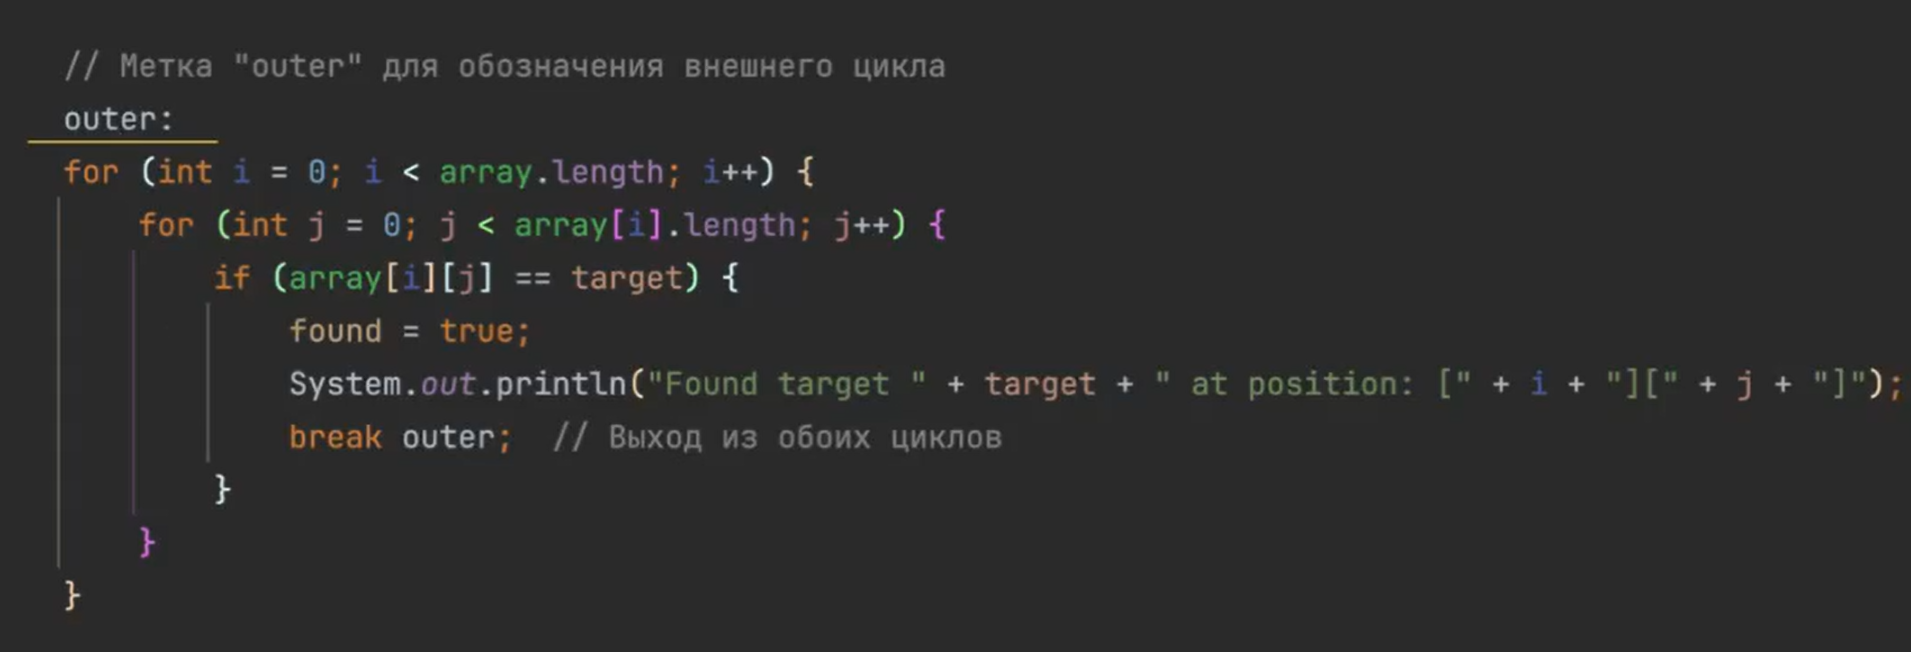 // Метка "outer" для обозначения внешнего цикла
outer:
for (int i = 0; i < array.length; i++) {
    for (int j = 0; j < array[i].length; j++) {
        if (array[i][j] == target) {
            found = true;
            System.out.println("Found target " + target + " at position: [" + i + "][" + j + "]");
            break outer;  // Выход из обоих циклов
        }
    }
}